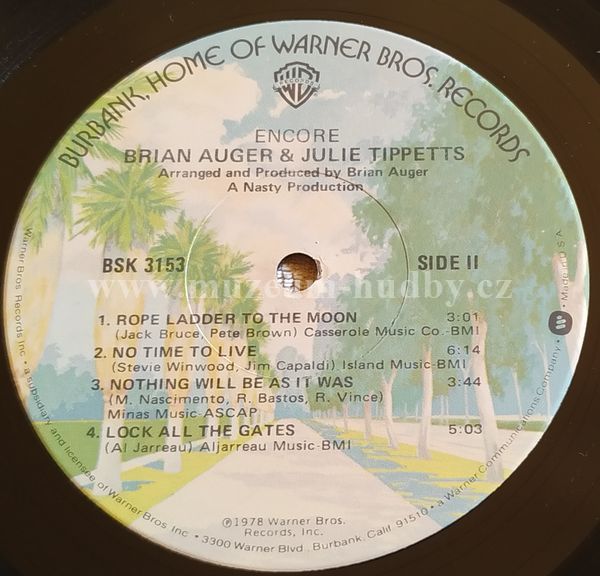 BURBANK, HOME OF WARNER BROS. RECORDS
WB
RECORDS
ENCORE
BRIAN AUGER & JULIE TIPPETTS
Arranged and Produced by Brian Auger
A Nasty Production
BSK 3153
SIDE II
www.muzeum-hudby.cz
1. ROPE LADDER TO THE MOON 3:01
(Jack Bruce, Pete Brown) Casserole Music Co.-BMI
2. NO TIME TO LIVE 6:14
(Stevie Winwood, Jim Capaldi) Island Music-BMI
3. NOTHING WILL BE AS IT WAS 3:44
(M. Nascimento, R. Bastos, R. Vince)
Minas Music-ASCAP
4. LOCK ALL THE GATES 5:03
(Al Jarreau) Aljarreau Music-BMI
℗1978 Warner Bros.
Records, Inc.
Warner Bros Records Inc • a subsidiary and licensee of Warner Bros Inc • 3300 Warner Blvd., Burbank, Calif. 91510 • a Warner Communications Company • Made in U.S.A.